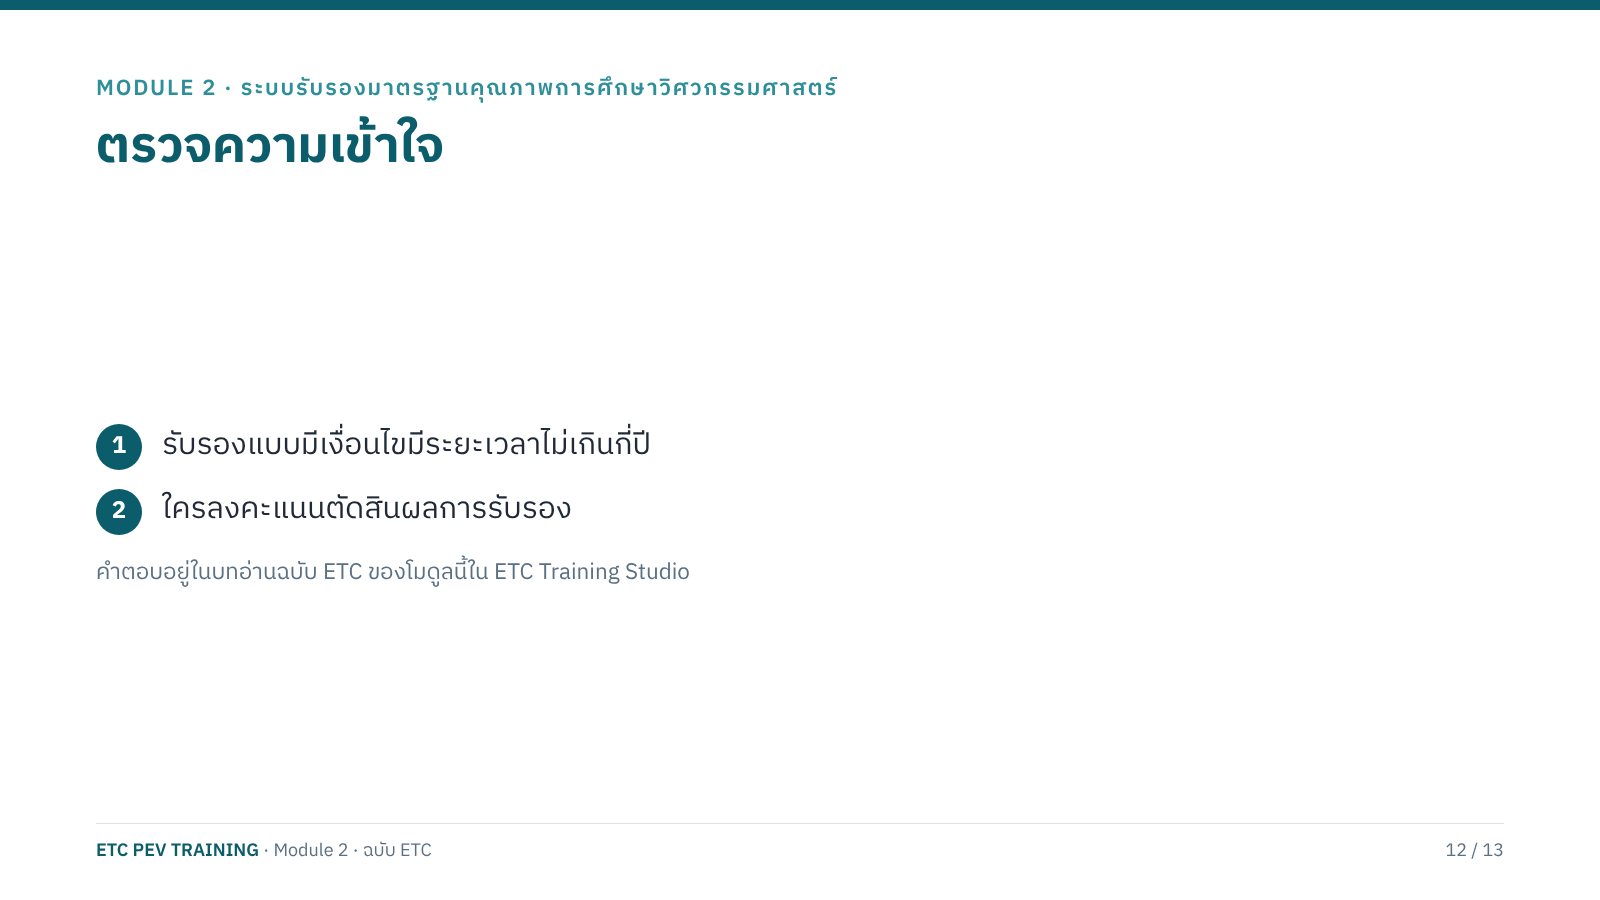 MODULE 2 · ระบบรับรองมาตรฐานคุณภาพการศึกษาวิศวกรรมศาสตร์
ตรวจความเข้าใจ
1 รับรองแบบมีเงื่อนไขมีระยะเวลาไม่เกินกี่ปี
2 ใครลงคะแนนตัดสินผลการรับรอง
คำตอบอยู่ในบทอ่านฉบับ ETC ของโมดูลนี้ใน ETC Training Studio
ETC PEV TRAINING · Module 2 · ฉบับ ETC
12 / 13